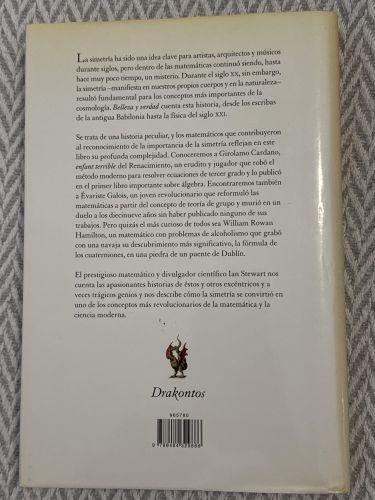 La simetría ha sido una idea clave para artistas, arquitectos y músicos
durante siglos, pero dentro de las matemáticas continuó siendo, hasta
hace muy poco tiempo, un misterio. Durante el siglo XX, sin embargo,
la simetría –manifiesta en nuestros propios cuerpos y en la naturaleza–
resultó fundamental para los conceptos más importantes de la
cosmología. Belleza y verdad cuenta esta historia, desde los escribas
de la antigua Babilonia hasta la física del siglo XXI.
Se trata de una historia peculiar, y los matemáticos que contribuyeron
al reconocimiento de la importancia de la simetría reflejan en este
libro su profunda complejidad. Conoceremos a Girolamo Cardano,
enfant terrible del Renacimiento, un erudito y jugador que robó el
método moderno para resolver ecuaciones de tercer grado y lo publicó
en el primer libro importante sobre álgebra. Encontraremos también
a Évariste Galois, un joven revolucionario que reformuló las
matemáticas a partir del concepto de teoría de grupo y murió en un
duelo a los diecinueve años sin haber publicado ninguno de sus
trabajos. Pero quizás el más curioso de todos sea William Rowan
Hamilton, un matemático con problemas de alcoholismo que grabó
con una navaja su descubrimiento más significativo, la fórmula de
los cuaterniones, en una piedra de un puente de Dublín.
El prestigioso matemático y divulgador científico Ian Stewart nos
cuenta las apasionantes historias de éstos y otros excéntricos y a
veces trágicos genios y nos describe cómo la simetría se convirtió en
uno de los conceptos más revolucionarios de la matemática y la
ciencia moderna.
Drakontos
965780